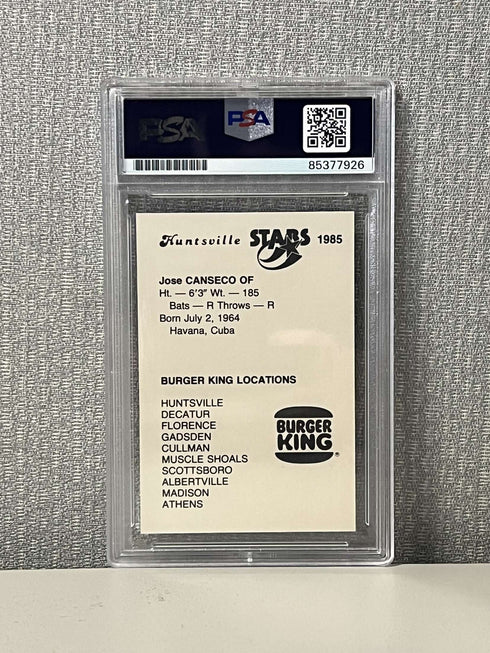 PSA
PSA
85377926
Huntsville STARS 1985
Jose CANSECO OF
Ht. — 6'3" Wt. — 185
Bats — R Throws — R
Born July 2, 1964
Havana, Cuba
BURGER KING LOCATIONS
HUNTSVILLE
DECATUR
FLORENCE
GADSDEN
CULLMAN
MUSCLE SHOALS
SCOTTSBORO
ALBERTVILLE
MADISON
ATHENS
BURGER
KING
®